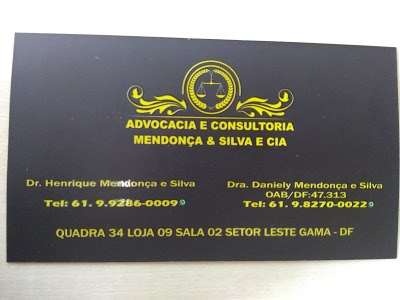 ADVOCACIA E CONSULTORIA
MENDONÇA & SILVA E CIA
Dr. Henrique Mendonça e Silva
Tel: 61. 9.9286-0009
Dra. Daniely Mendonça e Silva
OAB/DF:47.313
Tel: 61. 9.8270-0022
QUADRA 34 LOJA 09 SALA 02 SETOR LESTE GAMA - DF